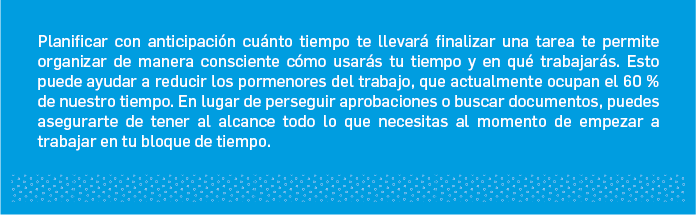 Planificar con anticipación cuánto tiempo te llevará finalizar una tarea te permite
organizar de manera consciente cómo usarás tu tiempo y en qué trabajarás. Esto
puede ayudar a reducir los pormenores del trabajo, que actualmente ocupan el 60 %
de nuestro tiempo. En lugar de perseguir aprobaciones o buscar documentos, puedes
asegurarte de tener al alcance todo lo que necesitas al momento de empezar a
trabajar en tu bloque de tiempo.